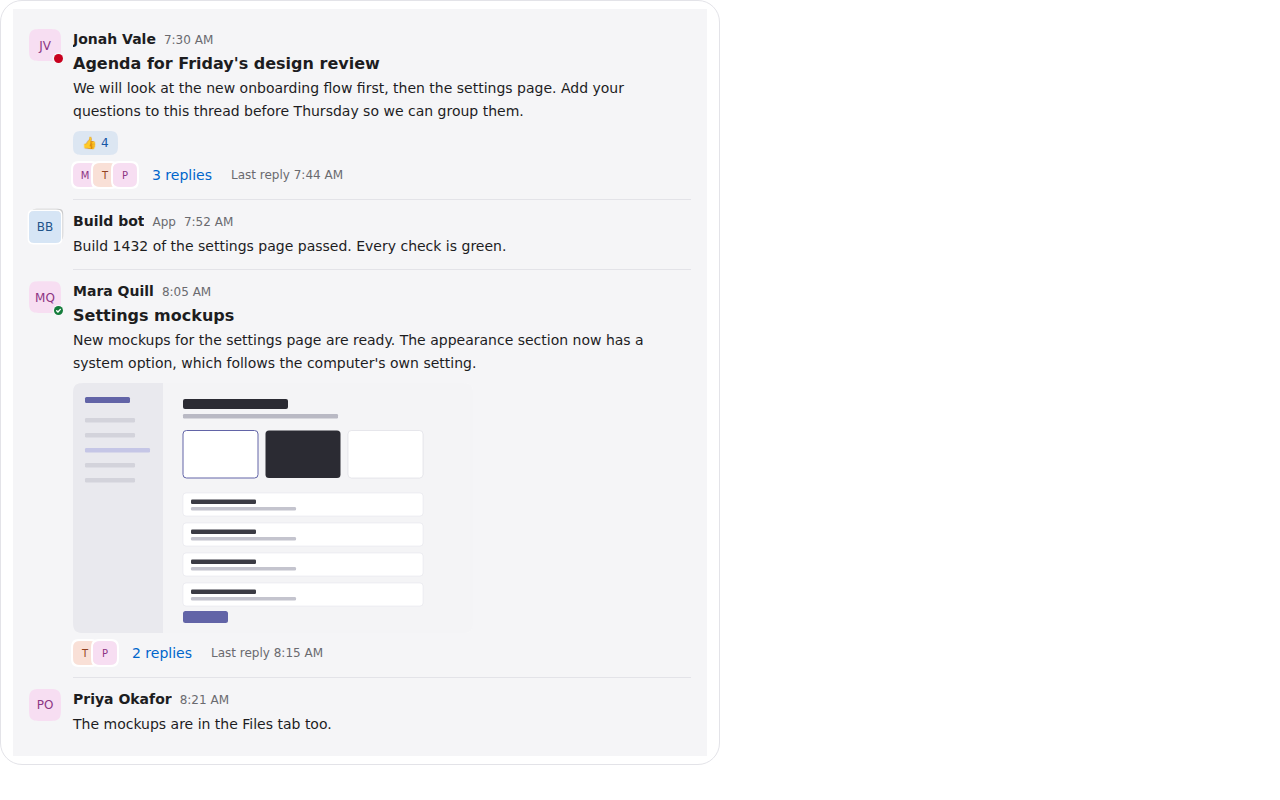 JV
Jonah Vale 7:30 AM
Agenda for Friday's design review
We will look at the new onboarding flow first, then the settings page. Add your
questions to this thread before Thursday so we can group them.
👍 4
M T P 3 replies Last reply 7:44 AM
BB
Build bot App 7:52 AM
Build 1432 of the settings page passed. Every check is green.
MQ
Mara Quill 8:05 AM
Settings mockups
New mockups for the settings page are ready. The appearance section now has a
system option, which follows the computer's own setting.
T P 2 replies Last reply 8:15 AM
PO
Priya Okafor 8:21 AM
The mockups are in the Files tab too.